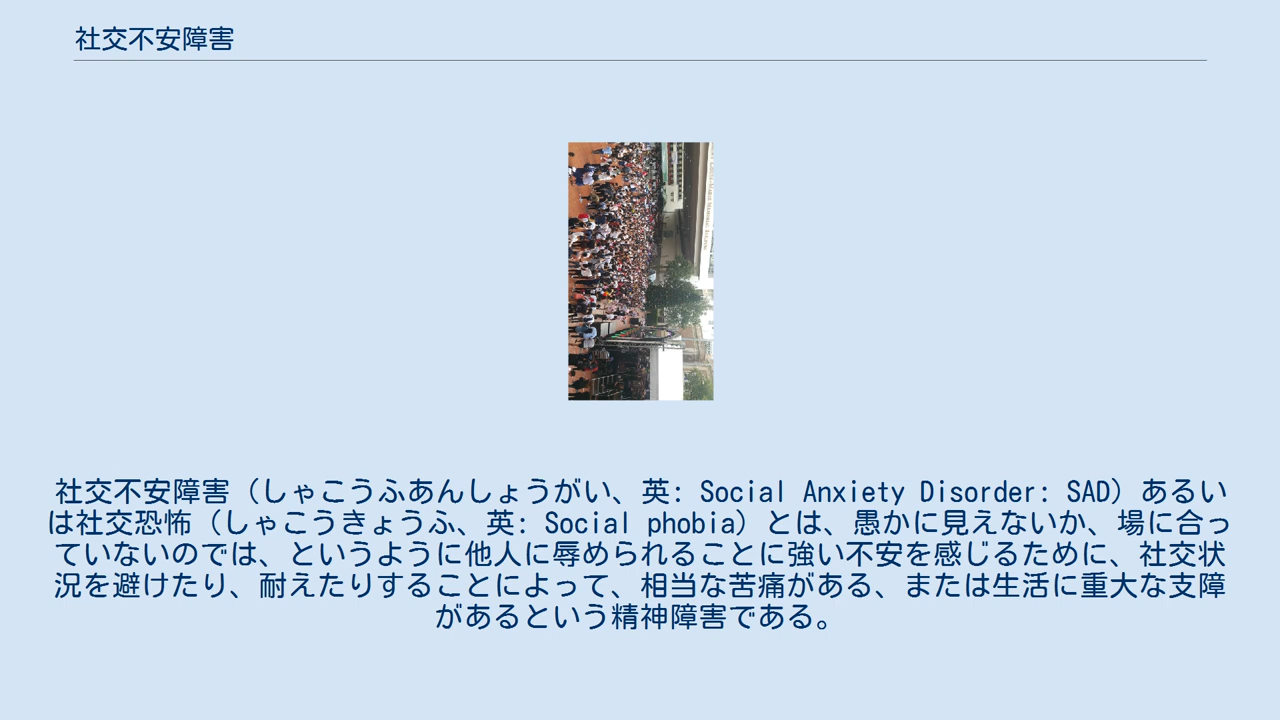 社交不安障害
社交不安障害（しゃこうふあんしょうがい、英: Social Anxiety Disorder: SAD）あるい
は社交恐怖（しゃこうきょうふ、英: Social phobia）とは、愚かに見えないか、場に合っ
ていないのでは、というように他人に辱められることに強い不安を感じるために、社交状
況を避けたり、耐えたりすることによって、相当な苦痛がある、または生活に重大な支障
があるという精神障害である。